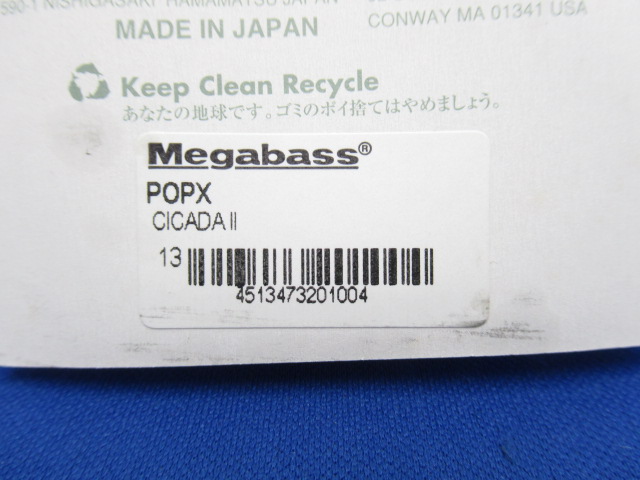 590-1 NISHIGASAKI HAMAMATSU JAPAN
MADE IN JAPAN
CONWAY MA 01341 USA
Keep Clean Recycle
あなたの地球です。ゴミのポイ捨てはやめましょう。
Megabass®
POPX
CICADA II
13
4513473201004